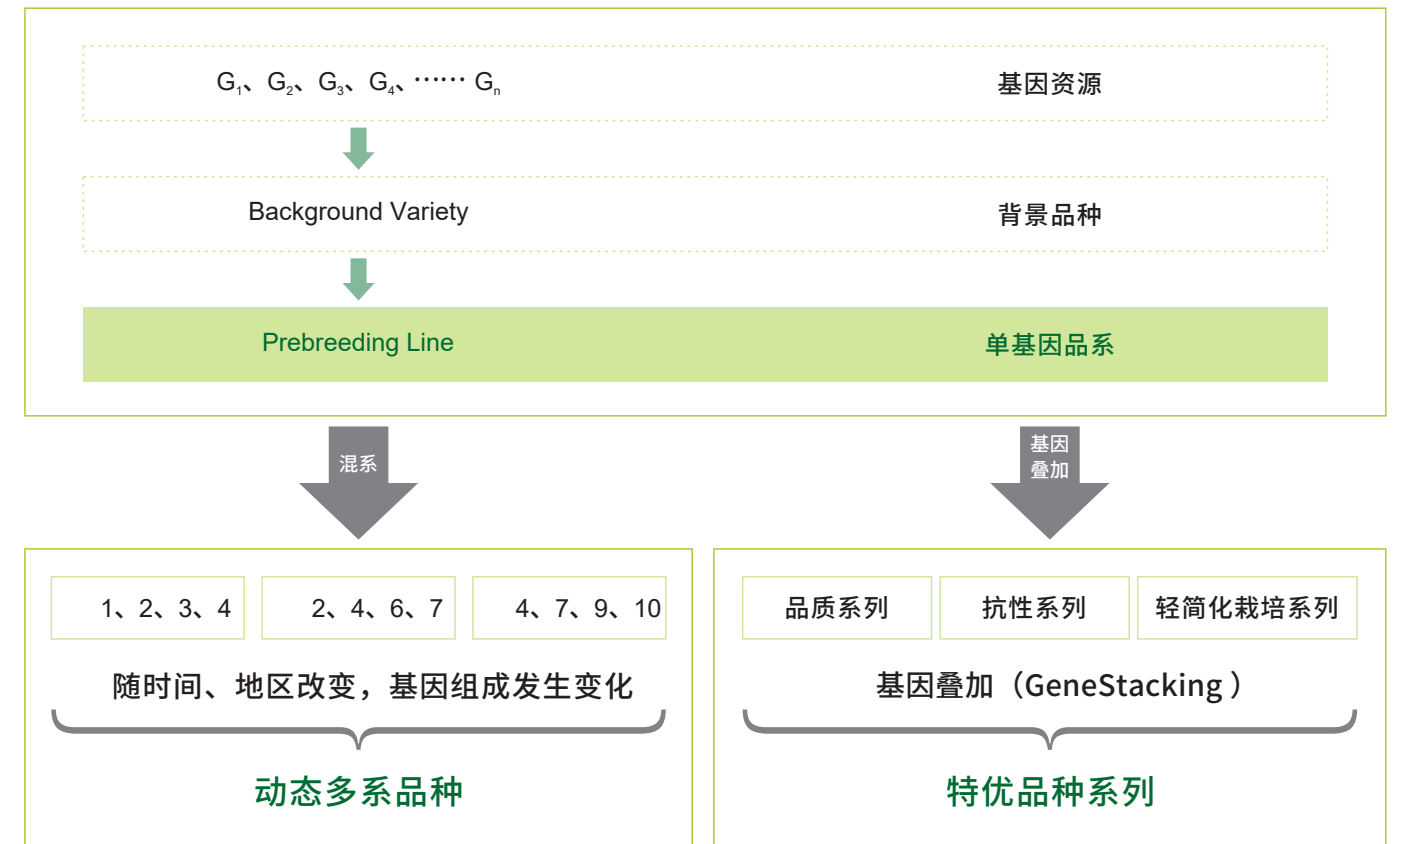 G₁、G₂、G₃、G₄、…… Gₙ
基因资源
Background Variety
背景品种
Prebreeding Line
单基因品系
混系
基因
叠加
1、2、3、4
2、4、6、7
4、7、9、10
随时间、地区改变，基因组成发生变化
动态多系品种
品质系列
抗性系列
轻简化栽培系列
基因叠加（GeneStacking ）
特优品种系列